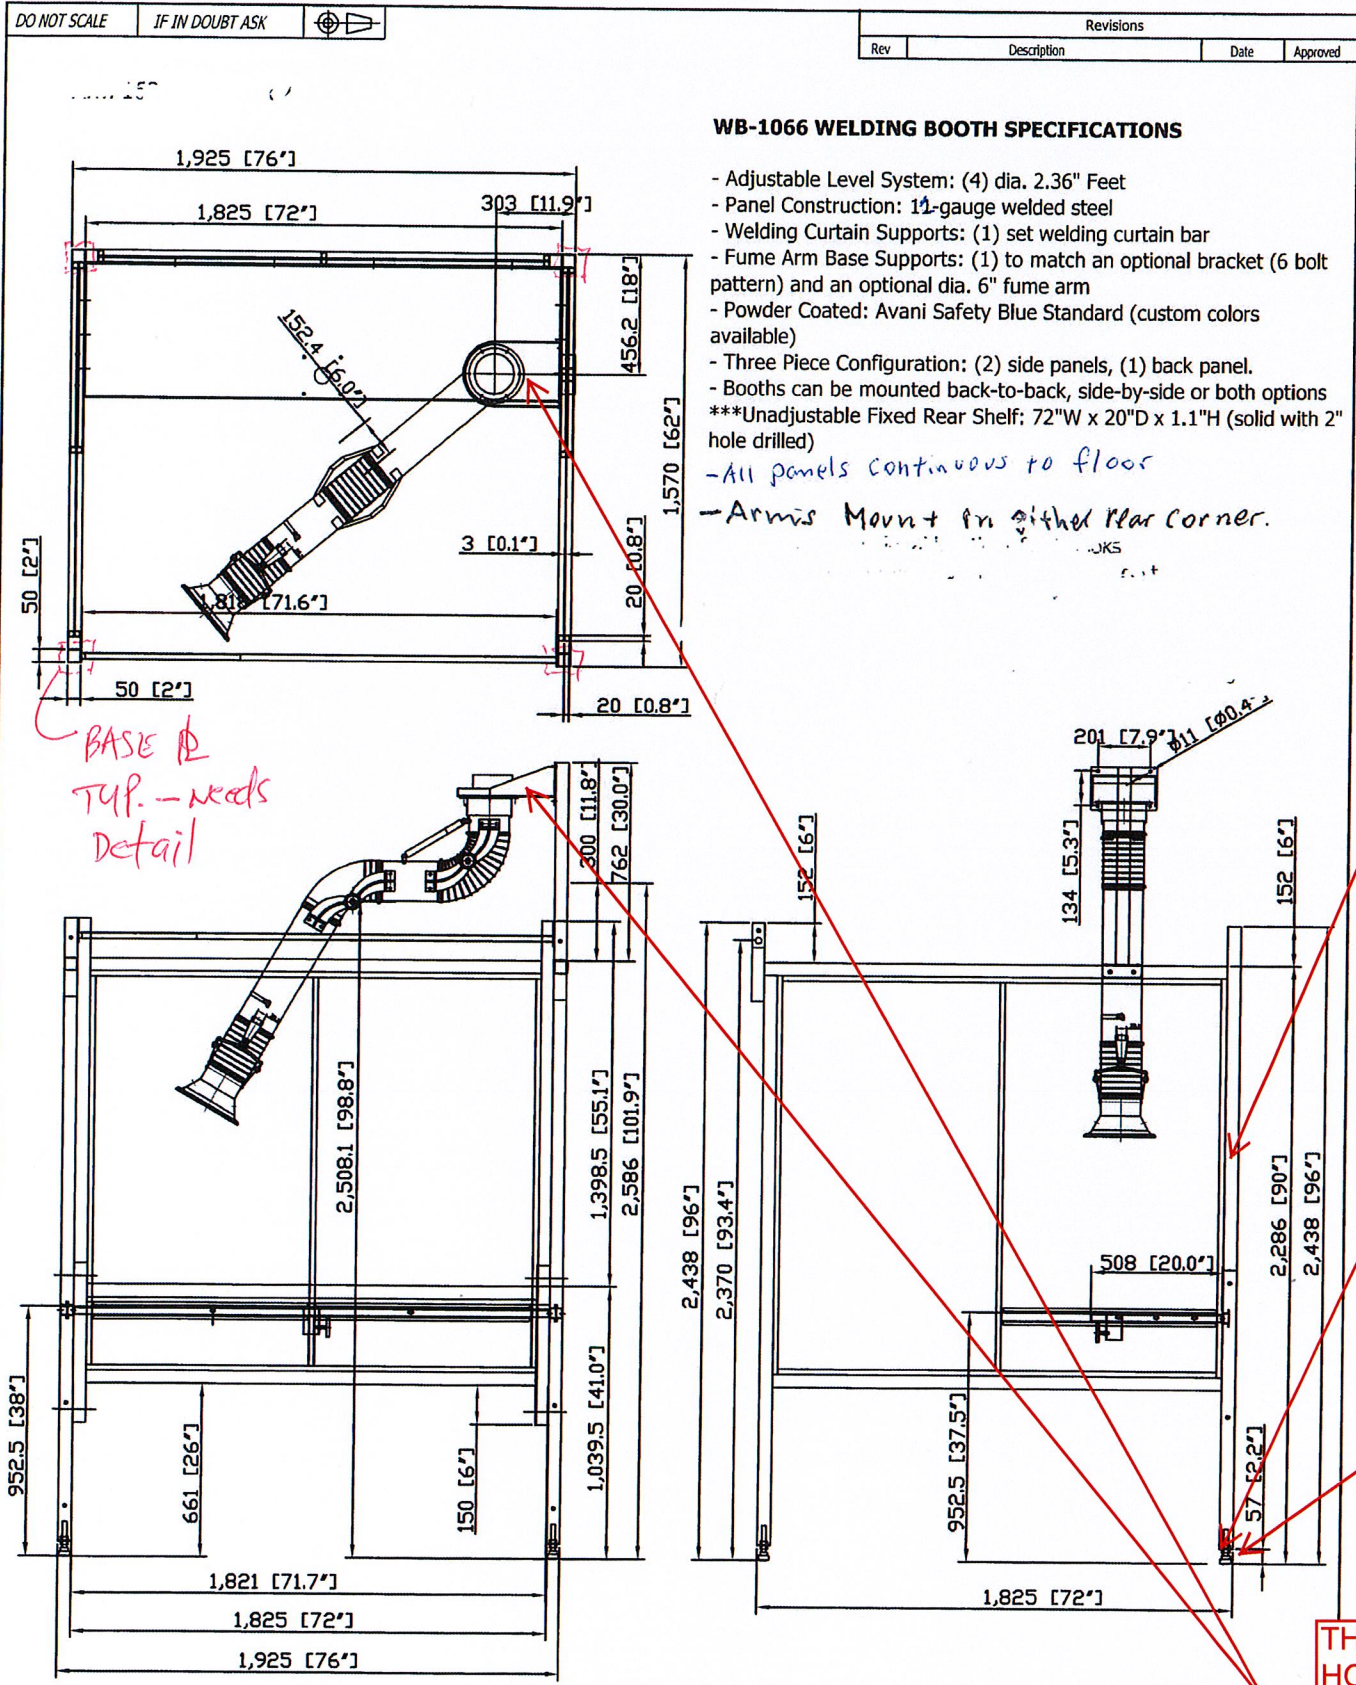 DO NOT SCALE
IF IN DOUBT ASK
Revisions
Rev
Description
Date
Approved
WB-1066 WELDING BOOTH SPECIFICATIONS
- Adjustable Level System: (4) dia. 2.36" Feet
- Panel Construction: 11-gauge welded steel
- Welding Curtain Supports: (1) set welding curtain bar
- Fume Arm Base Supports: (1) to match an optional bracket (6 bolt
pattern) and an optional dia. 6" fume arm
- Powder Coated: Avani Safety Blue Standard (custom colors
available)
- Three Piece Configuration: (2) side panels, (1) back panel.
- Booths can be mounted back-to-back, side-by-side or both options
***Unadjustable Fixed Rear Shelf: 72"W x 20"D x 1.1"H (solid with 2"
hole drilled)
-All panels continuous to floor
-Arms Mount in either rear corner.
1,925 [76"]
1,825 [72"]
303 [11.9"]
456.2 [18"]
152.4 [6.0"]
1,570 [62"]
3 [0.1"]
20 [0.8"]
50 [2"]
[71.6"]
50 [2"]
20 [0.8"]
BASE PL
TYP. - Needs
Detail
300 [11.8"]
762 [30.0"]
2,508.1 [98.8"]
1,398.5 [55.1"]
2,586 [101.9"]
952.5 [38"]
661 [26"]
150 [6"]
1,039.5 [41.0"]
1,821 [71.7"]
1,825 [72"]
1,925 [76"]
201 [7.9"]
Ø11 [Ø0.4"]
134 [5.3"]
152 [6"]
152 [6"]
2,438 [96"]
2,370 [93.4"]
508 [20.0"]
2,286 [90"]
2,438 [96"]
952.5 [37.5"]
57 [2.2"]
1,825 [72"]
TH
HO